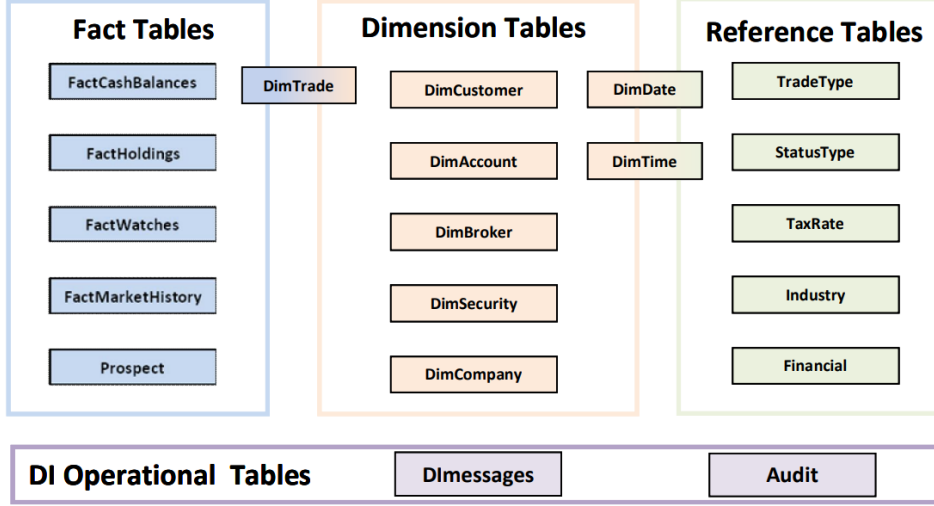 Fact Tables
Dimension Tables
Reference Tables
FactCashBalances
DimTrade
DimCustomer
DimDate
TradeType
FactHoldings
DimAccount
DimTime
StatusType
FactWatches
DimBroker
TaxRate
FactMarketHistory
DimSecurity
Industry
Prospect
DimCompany
Financial
DI Operational Tables
DImessages
Audit